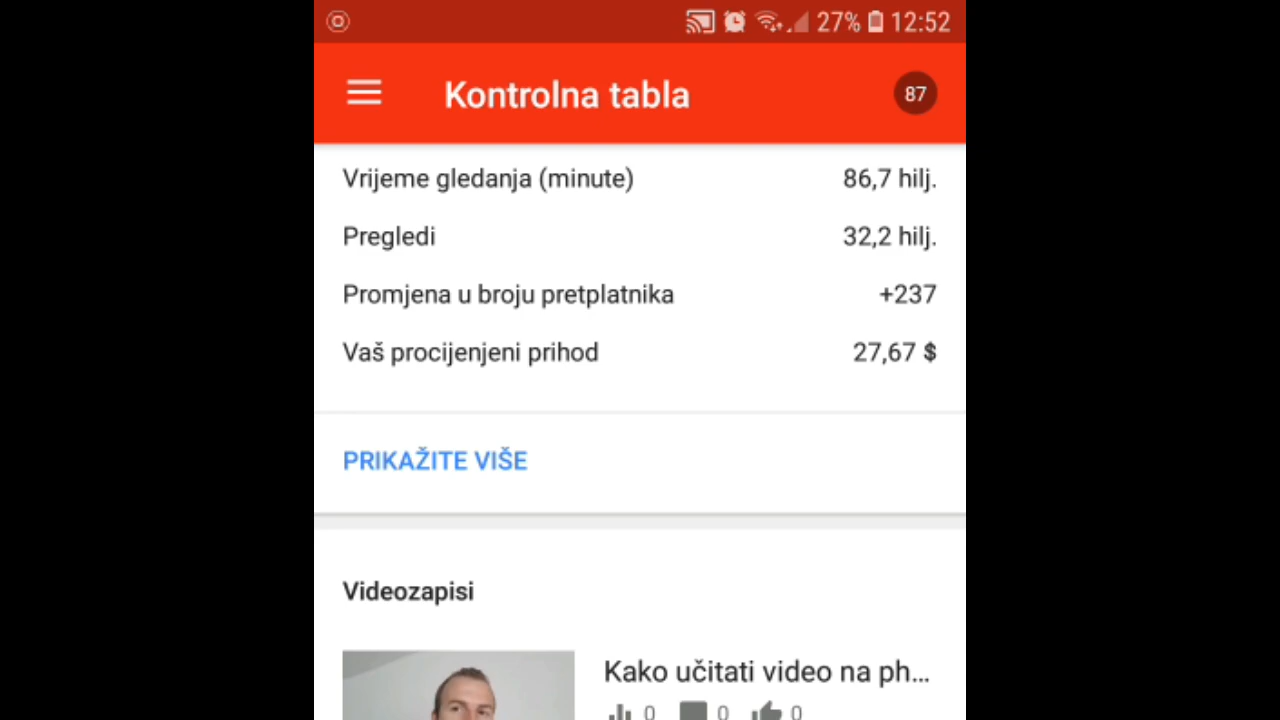 27% 12:52
Kontrolna tabla 87
Vrijeme gledanja (minute) 86,7 hilj.
Pregledi 32,2 hilj.
Promjena u broju pretplatnika +237
Vaš procijenjeni prihod 27,67 $
PRIKAŽITE VIŠE
Videozapisi
Kako učitati video na ph...
0 0 0